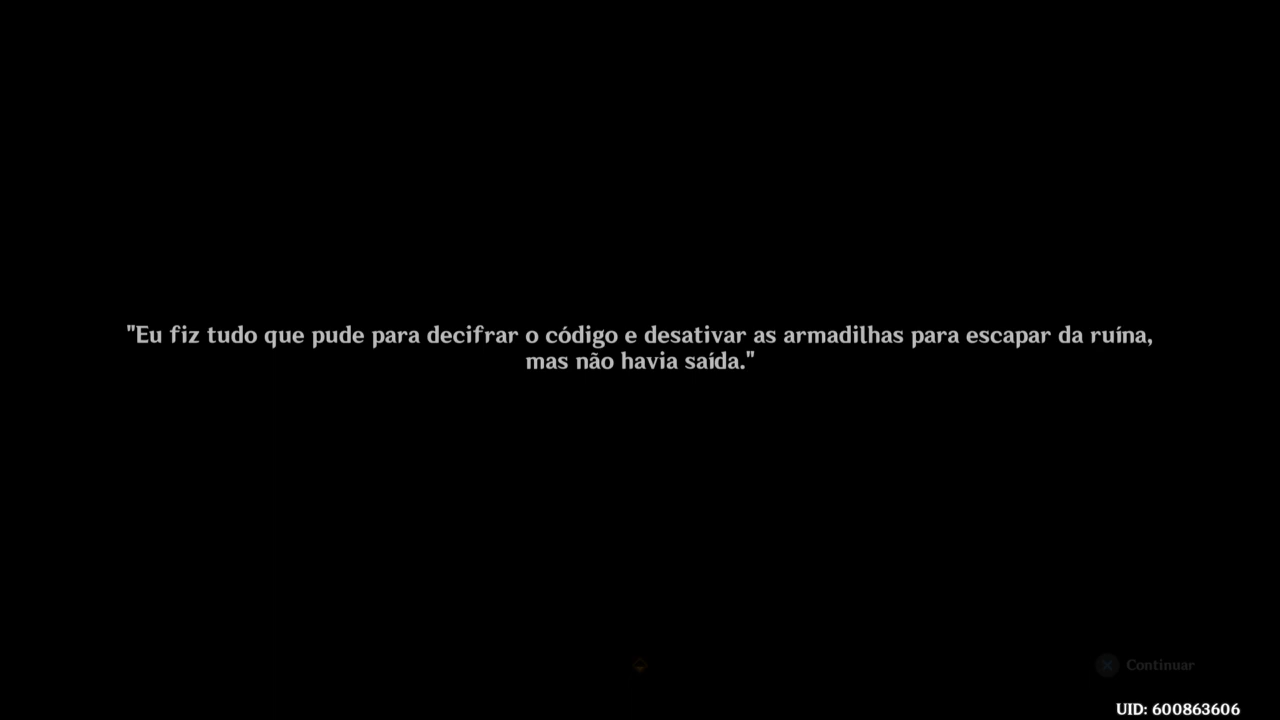 "Eu fiz tudo que pude para decifrar o código e desativar as armadilhas para escapar da ruína,
mas não havia saída."
Continuar
UID: 600863606